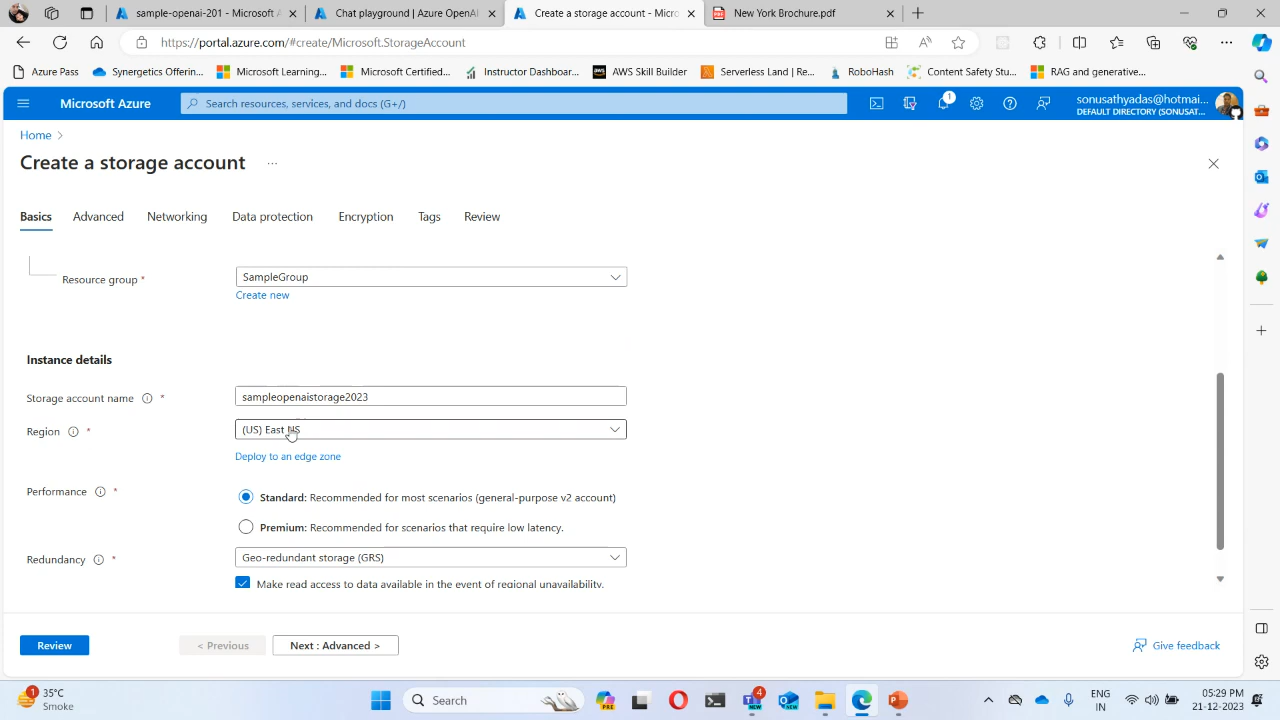 sample-openai-201 - Microsoft A
Chat playground | Azure OpenAI
Create a storage account - Micro
New York Brochure.pdf
https://portal.azure.com/#create/Microsoft.StorageAccount
Azure Pass
Synergetic Offerin...
Microsoft Learning...
Microsoft Certified...
Instructor Dashboar...
AWS Skill Builder
Serverless Land | Re...
RoboHash
Content Safety Stu...
RAG and generative...
Microsoft Azure
Search resources, services, and docs (G+/)
1
sonusathyadas@hotmai...
DEFAULT DIRECTORY (SONUSAT...
Home >
Create a storage account ...
Basics
Advanced
Networking
Data protection
Encryption
Tags
Review
Resource group *
SampleGroup
Create new
Instance details
Storage account name *
sampleopenaistorage2023
Region *
(US) East US
Deploy to an edge zone
Performance *
Standard: Recommended for most scenarios (general-purpose v2 account)
Premium: Recommended for scenarios that require low latency.
Redundancy *
Geo-redundant storage (GRS)
Make read access to data available in the event of regional unavailability.
Review
< Previous
Next : Advanced >
Give feedback
1
35°C
Smoke
Search
PRE
NEW
4
NEW
ENG
IN
05:29 PM
21-12-2023